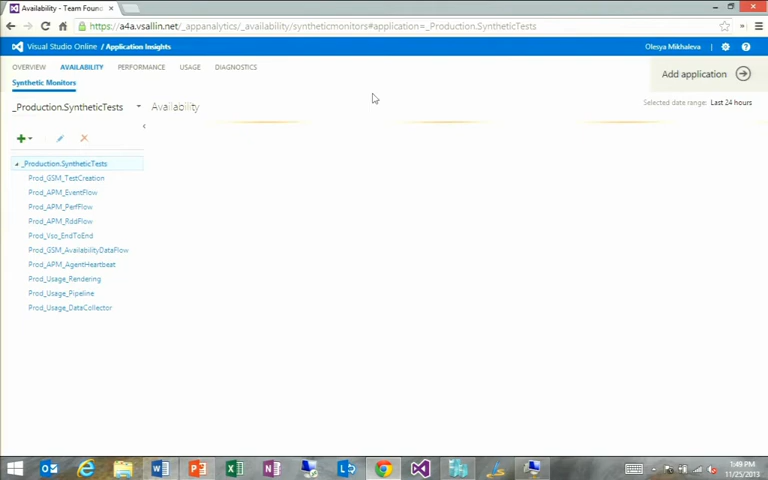 Availability - Team Found
https://a4a.vsallin.net/_appanalytics/_availability/syntheticmonitors#application=_Production.SyntheticTests
Visual Studio Online / Application Insights
Olesya Mikhaleva
OVERVIEW AVAILABILITY PERFORMANCE USAGE DIAGNOSTICS
Add application
Synthetic Monitors
Selected date range: Last 24 hours
_Production.SyntheticTests
Availability
_Production.SyntheticTests
Prod_GSM_TestCreation
Prod_APM_EventFlow
Prod_APM_PerfFlow
Prod_APM_RddFlow
Prod_Vso_EndToEnd
Prod_GSM_AvailabilityDataFlow
Prod_APM_AgentHeartbeat
Prod_Usage_Rendering
Prod_Usage_Pipeline
Prod_Usage_DataCollector
1:49 PM
11/25/2013